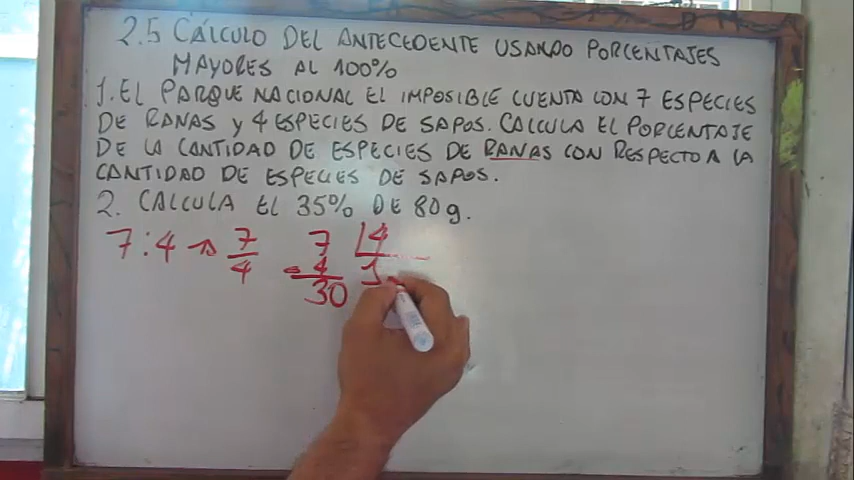 2.5 CÁLCULO DEL ANTECEDENTE USANDO PORCENTAJES
MAYORES AL 100%
1. EL PARQUE NACIONAL EL IMPOSIBLE CUENTA CON 7 ESPECIES
DE RANAS Y 4 ESPECIES DE SAPOS. CALCULA EL PORCENTAJE
DE LA CANTIDAD DE ESPECIES DE RANAS CON RESPECTO A LA
CANTIDAD DE ESPECIES DE SAPOS.
2. CALCULA EL 35% DE 80g.
7:4 → 7/4
7 4
- 4 1
30